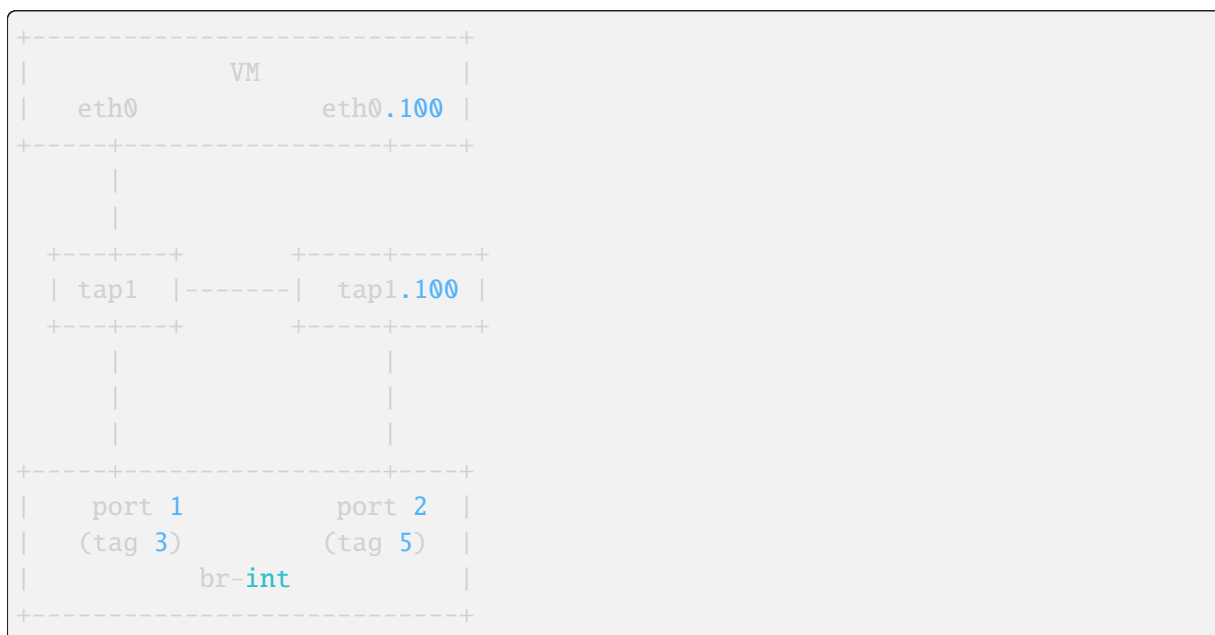 +-----------------------------+
|             VM              |
|   eth0            eth0.100 |
+-----+-----------------+----+
      |
      |
  +---+---+       +-----+-----+
  | tap1  |-------|  tap1.100 |
  +---+---+       +-----+-----+
      |                 |
      |                 |
      |                 |
+-----+-----------------+----+
|    port 1          port 2  |
|   (tag 3)         (tag 5)  |
|           br-int           |
+-----------------------------+